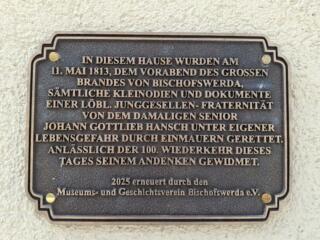 IN DIESEM HAUSE WURDEN AM
11. MAI 1813, DEM VORABEND DES GROSSEN
BRANDES VON BISCHOFSWERDA,
SÄMTLICHE KLEINODIEN UND DOKUMENTE
EINER LÖBL. JUNGGESELLEN- FRATERNITÄT
VON DEM DAMALIGEN SENIOR
JOHANN GOTTLIEB HANSCH UNTER EIGENER
LEBENSGEFAHR DURCH EINMAUERN GERETTET.
ANLÄSSLICH DER 100. WIEDERKEHR DIESES
TAGES SEINEM ANDENKEN GEWIDMET.
2025 erneuert durch den
Museums- und Geschichtsverein Bischofswerda e.V.